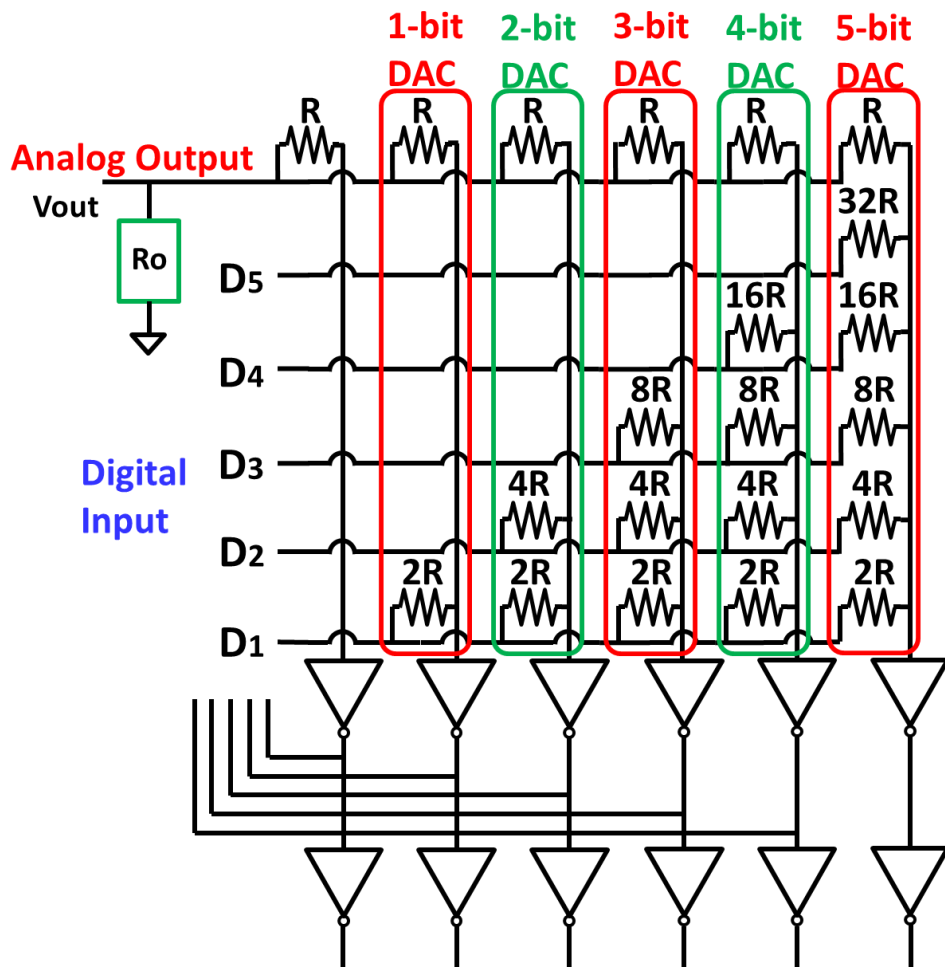 1-bit 2-bit 3-bit 4-bit 5-bit
DAC DAC DAC DAC DAC
R R R R R R
Analog Output
Vout
32R
Ro
D5
16R 16R
D4
8R 8R 8R
D3
Digital
Input
4R 4R 4R 4R
D2
2R 2R 2R 2R 2R
D1